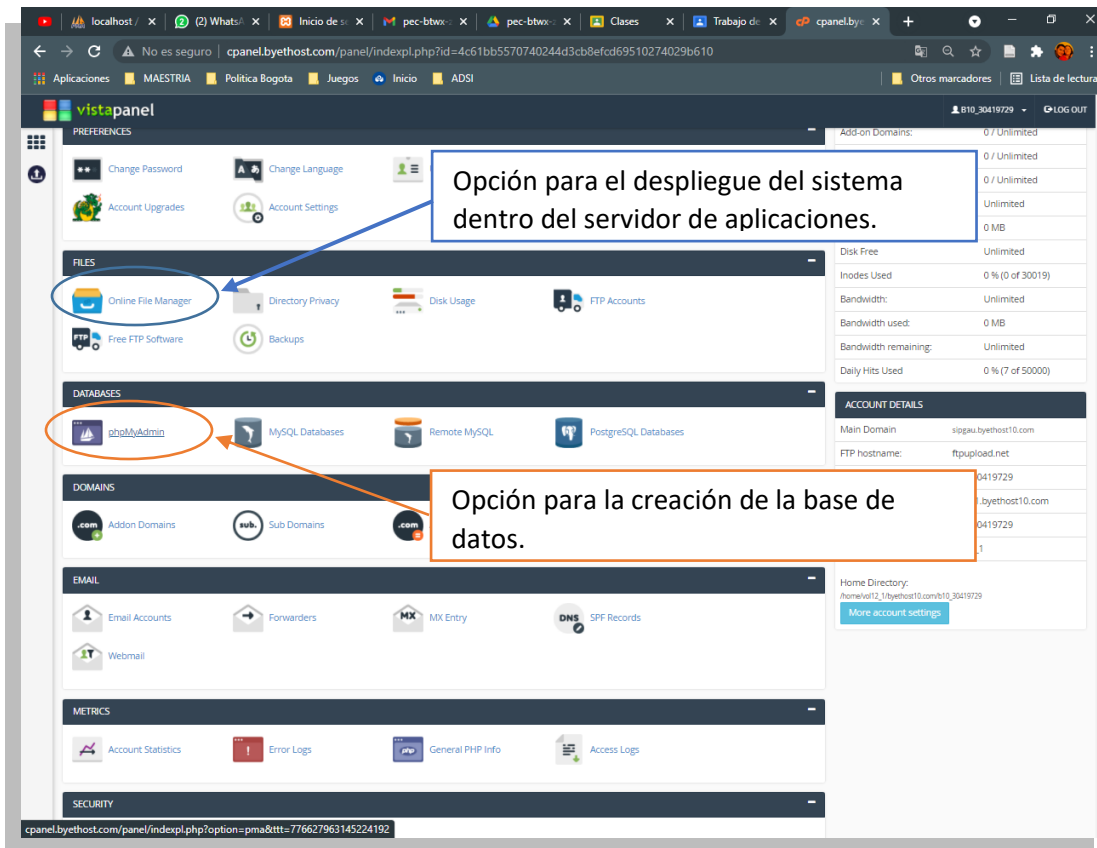 localhost /
(2) WhatsA
Inicio de se
pec-btwx-
pec-btwx-
Clases
Trabajo de
cpanel.bye
No es seguro | cpanel.byethost.com/panel/indexpl.php?id=4c61bb5570740244d3cb8efcd69510274029b610
Aplicaciones MAESTRIA Politica Bogota Juegos Inicio ADSI Otros marcadores Lista de lectura
vistapanel B10_30419729 LOG OUT
PREFERENCES
Change Password Change Language
Account Upgrades Account Settings
Opción para el despliegue del sistema
dentro del servidor de aplicaciones.
FILES
Online File Manager Directory Privacy Disk Usage FTP Accounts
Free FTP Software Backups
DATABASES
phpMyAdmin MySQL Databases Remote MySQL PostgreSQL Databases
DOMAINS
Addon Domains Sub Domains
Opción para la creación de la base de
datos.
EMAIL
Email Accounts Forwarders MX Entry SPF Records
Webmail
METRICS
Account Statistics Error Logs General PHP Info Access Logs
SECURITY
Add-on Domains: 0 / Unlimited
0 / Unlimited
0 / Unlimited
Unlimited
0 MB
Disk Free Unlimited
Inodes Used 0 % (0 of 30019)
Bandwidth: Unlimited
Bandwidth used: 0 MB
Bandwidth remaining: Unlimited
Daily Hits Used 0 % (7 of 50000)
ACCOUNT DETAILS
Main Domain sipgau.byethost10.com
FTP hostname: ftpupload.net
0419729
.byethost10.com
0419729
_1
Home Directory:
/home/vol12_1/byethost10.com/b10_30419729
More account settings
cpanel.byethost.com/panel/indexpl.php?option=pma&ttt=776627963145224192